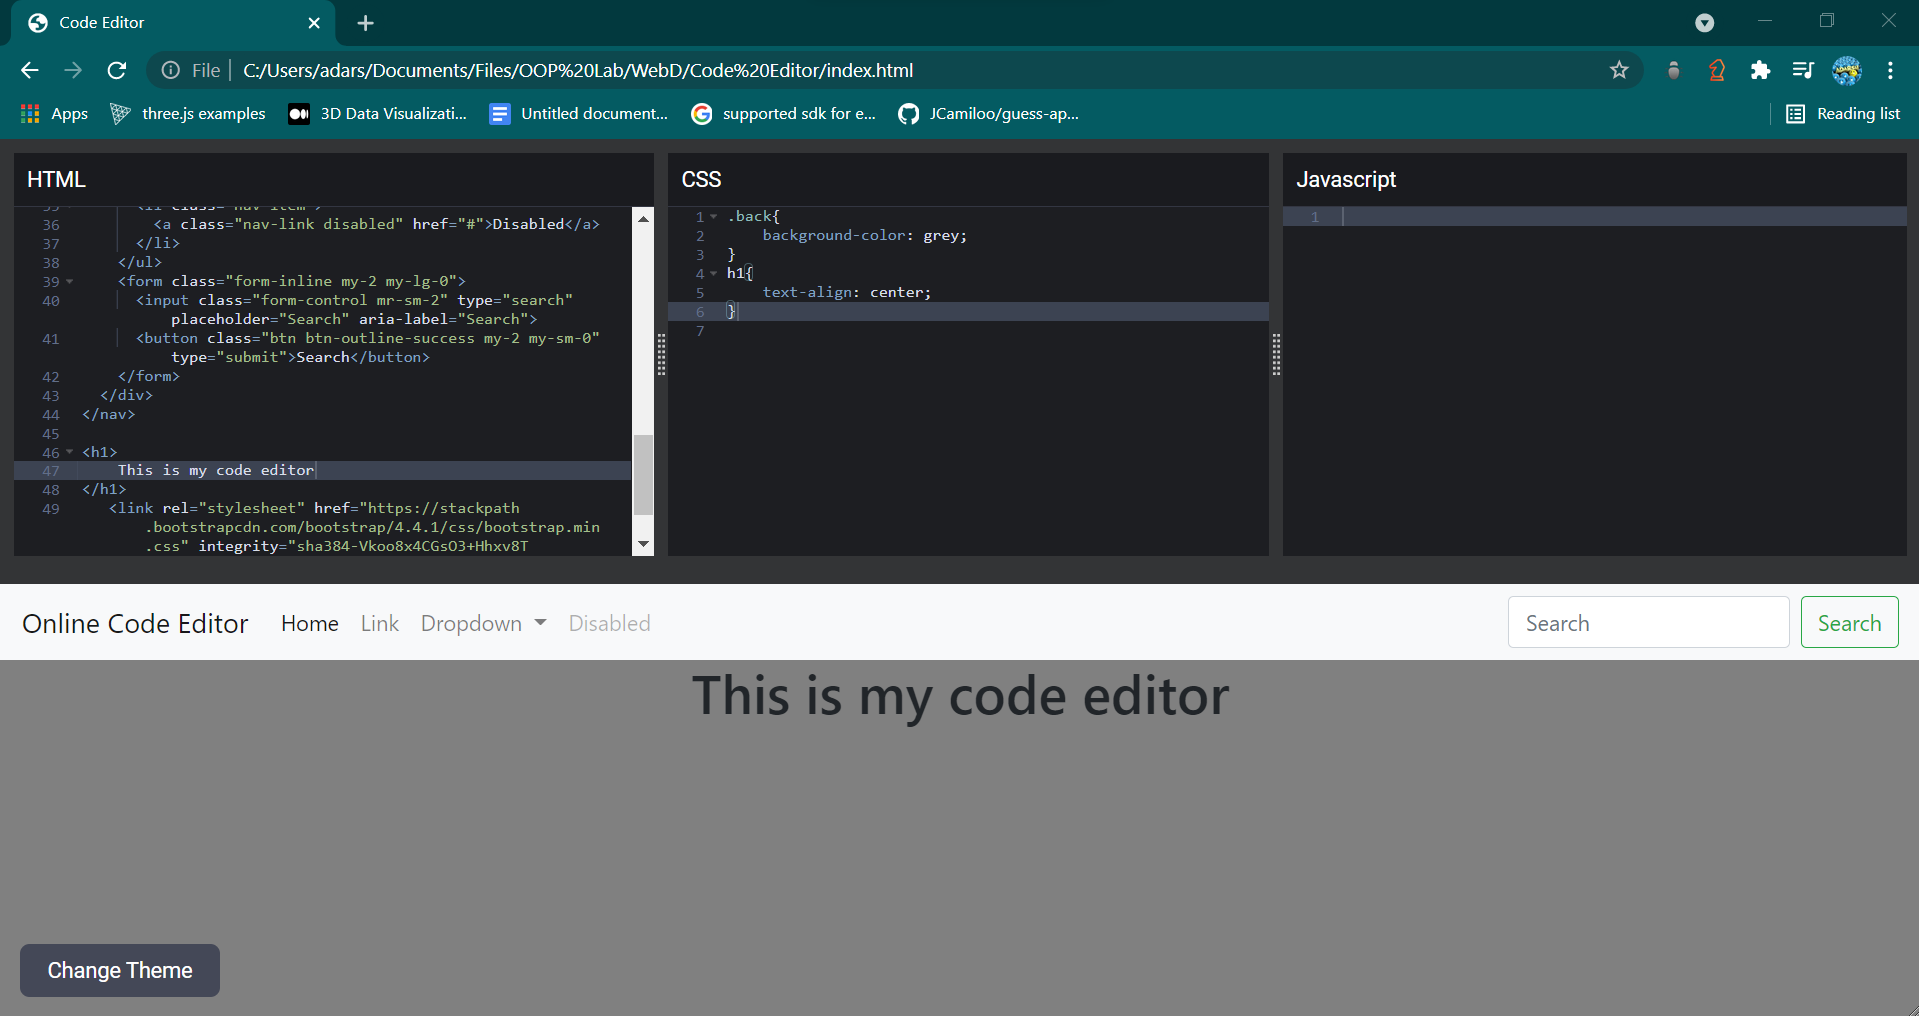 Code Editor
File
C:/Users/adars/Documents/Files/OOP%20Lab/WebD/Code%20Editor/index.html
Apps
three.js examples
3D Data Visualizati...
Untitled document...
supported sdk for e...
JCamiloo/guess-ap...
Reading list
HTML
36 <a class="nav-link disabled" href="#">Disabled</a>
37 </li>
38 </ul>
39 <form class="form-inline my-2 my-lg-0">
40 <input class="form-control mr-sm-2" type="search"
placeholder="Search" aria-label="Search">
41 <button class="btn btn-outline-success my-2 my-sm-0"
type="submit">Search</button>
42 </form>
43 </div>
44 </nav>
45
46 <h1>
47 This is my code editor
48 </h1>
49 <link rel="stylesheet" href="https://stackpath
.bootstrapcdn.com/bootstrap/4.4.1/css/bootstrap.min
.css" integrity="sha384-Vkoo8x4CGsO3+Hhxv8T
CSS
1 .back{
2 background-color: grey;
3 }
4 h1{
5 text-align: center;
6 }
7
Javascript
1
Online Code Editor
Home
Link
Dropdown
Disabled
Search
Search
This is my code editor
Change Theme